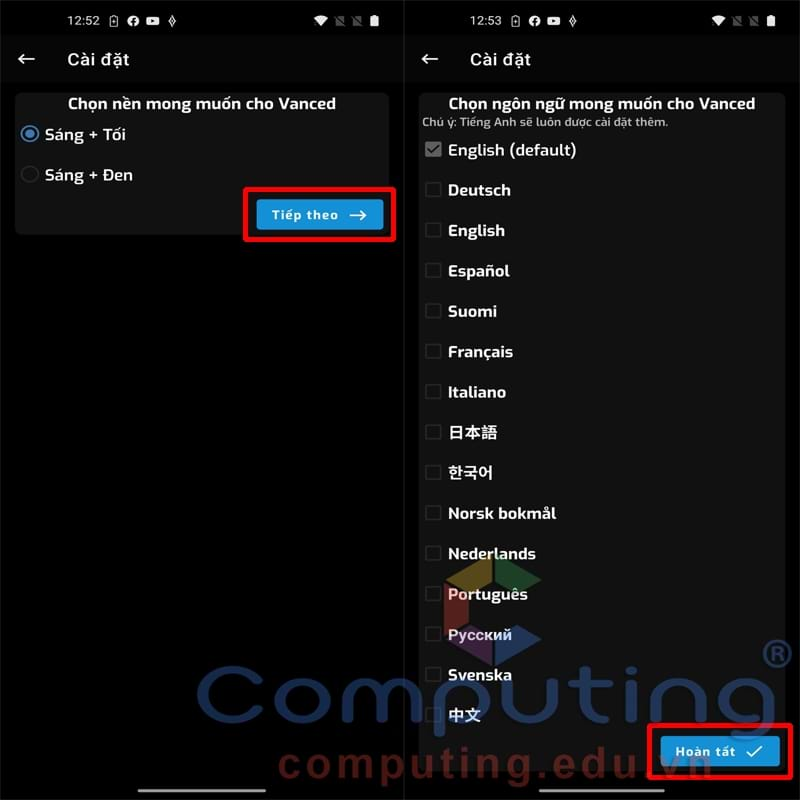 12:52
Cài đặt
Chọn nền mong muốn cho Vanced
Sáng + Tối
Sáng + Đen
Tiếp theo
12:53
Cài đặt
Chọn ngôn ngữ mong muốn cho Vanced
Chú ý: Tiếng Anh sẽ luôn được cài đặt thêm.
English (default)
Deutsch
English
Español
Suomi
Français
Italiano
日本語
한국어
Norsk bokmål
Nederlands
Português
Русский
Svenska
中文
Hoàn tất
Computing®
computing.edu.vn